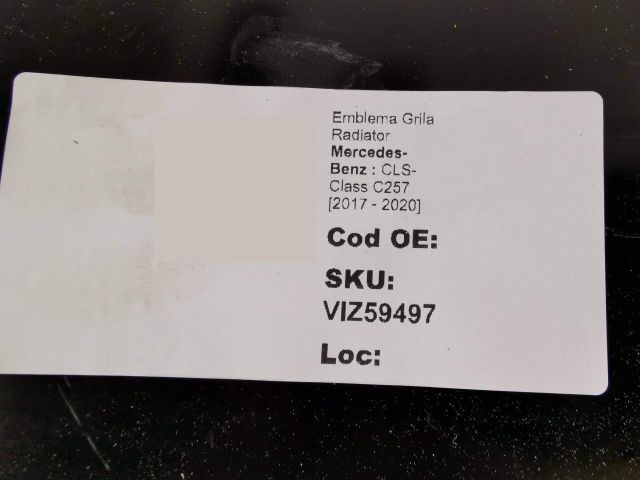 Emblema Grila
Radiator
Mercedes-
Benz : CLS-
Class C257
[2017 - 2020]
Cod OE:
SKU:
VIZ59497
Loc: